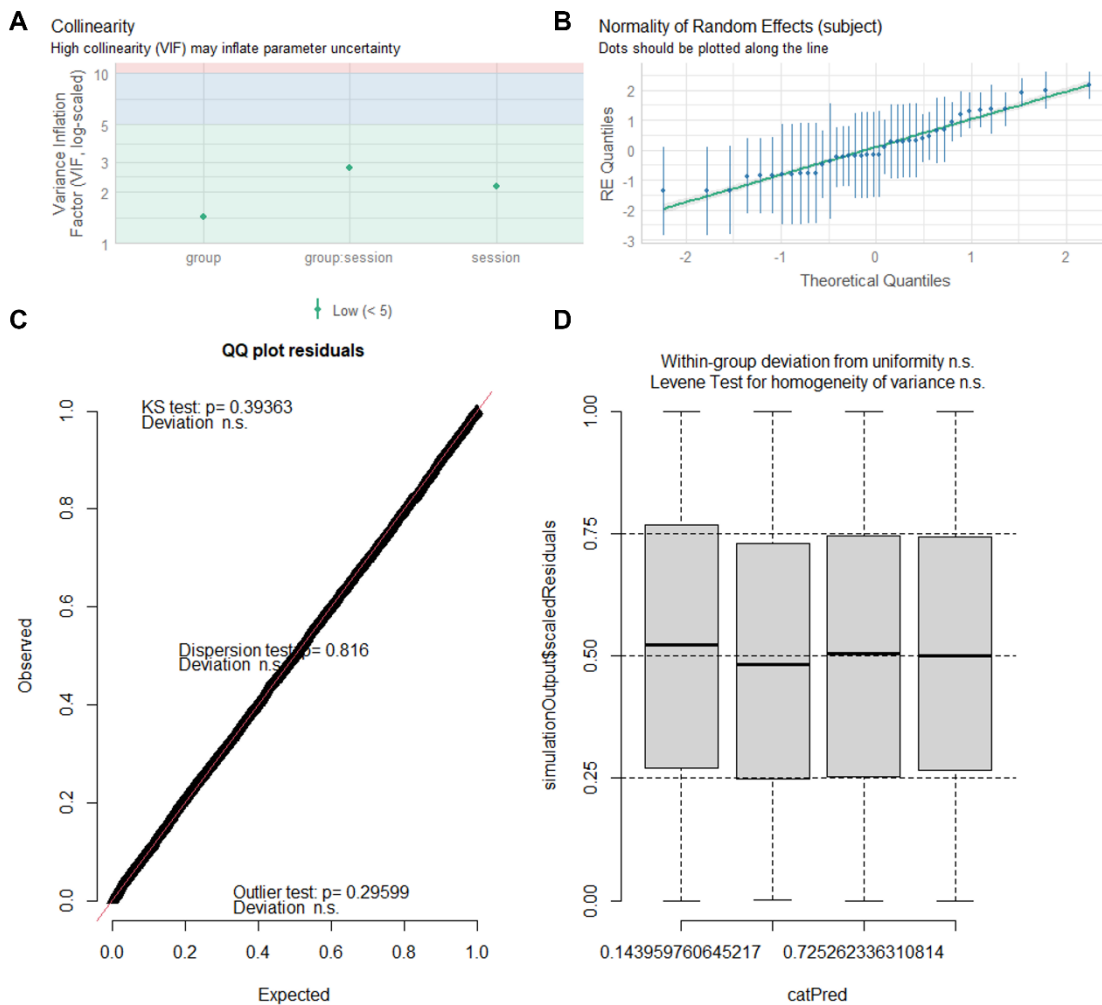 A
Collinearity
High collinearity (VIF) may inflate parameter uncertainty
Variance Inflation
Factor (VIF, log-scaled)
10
5
3
2
1
group
group:session
session
Low (< 5)
B
Normality of Random Effects (subject)
Dots should be plotted along the line
RE Quantiles
2
1
0
-1
-2
-3
-2
-1
0
1
2
Theoretical Quantiles
C
QQ plot residuals
KS test: p= 0.39363
Deviation n.s.
Dispersion test: p= 0.816
Deviation n.s.
Outlier test: p= 0.29599
Deviation n.s.
Observed
1.0
0.8
0.6
0.4
0.2
0.0
0.0
0.2
0.4
0.6
0.8
1.0
Expected
D
Within-group deviation from uniformity n.s.
Levene Test for homogeneity of variance n.s.
simulationOutput$scaledResiduals
1.00
0.75
0.50
0.25
0.00
0.143959760645217
0.725262336310814
catPred